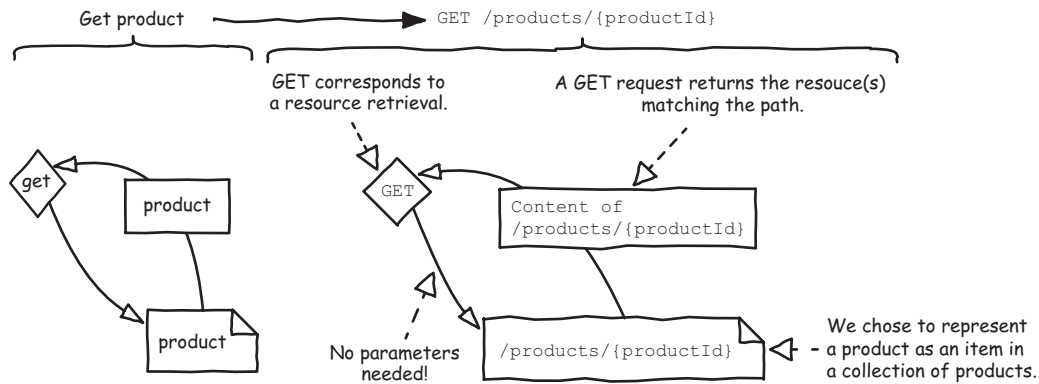 Get product
GET /products/{productId}
GET corresponds to
a resource retrieval.
A GET request returns the resouce(s)
matching the path.
get
product
product
GET
Content of
/products/{productId}
No parameters
needed!
/products/{productId}
We chose to represent
a product as an item in
a collection of products.